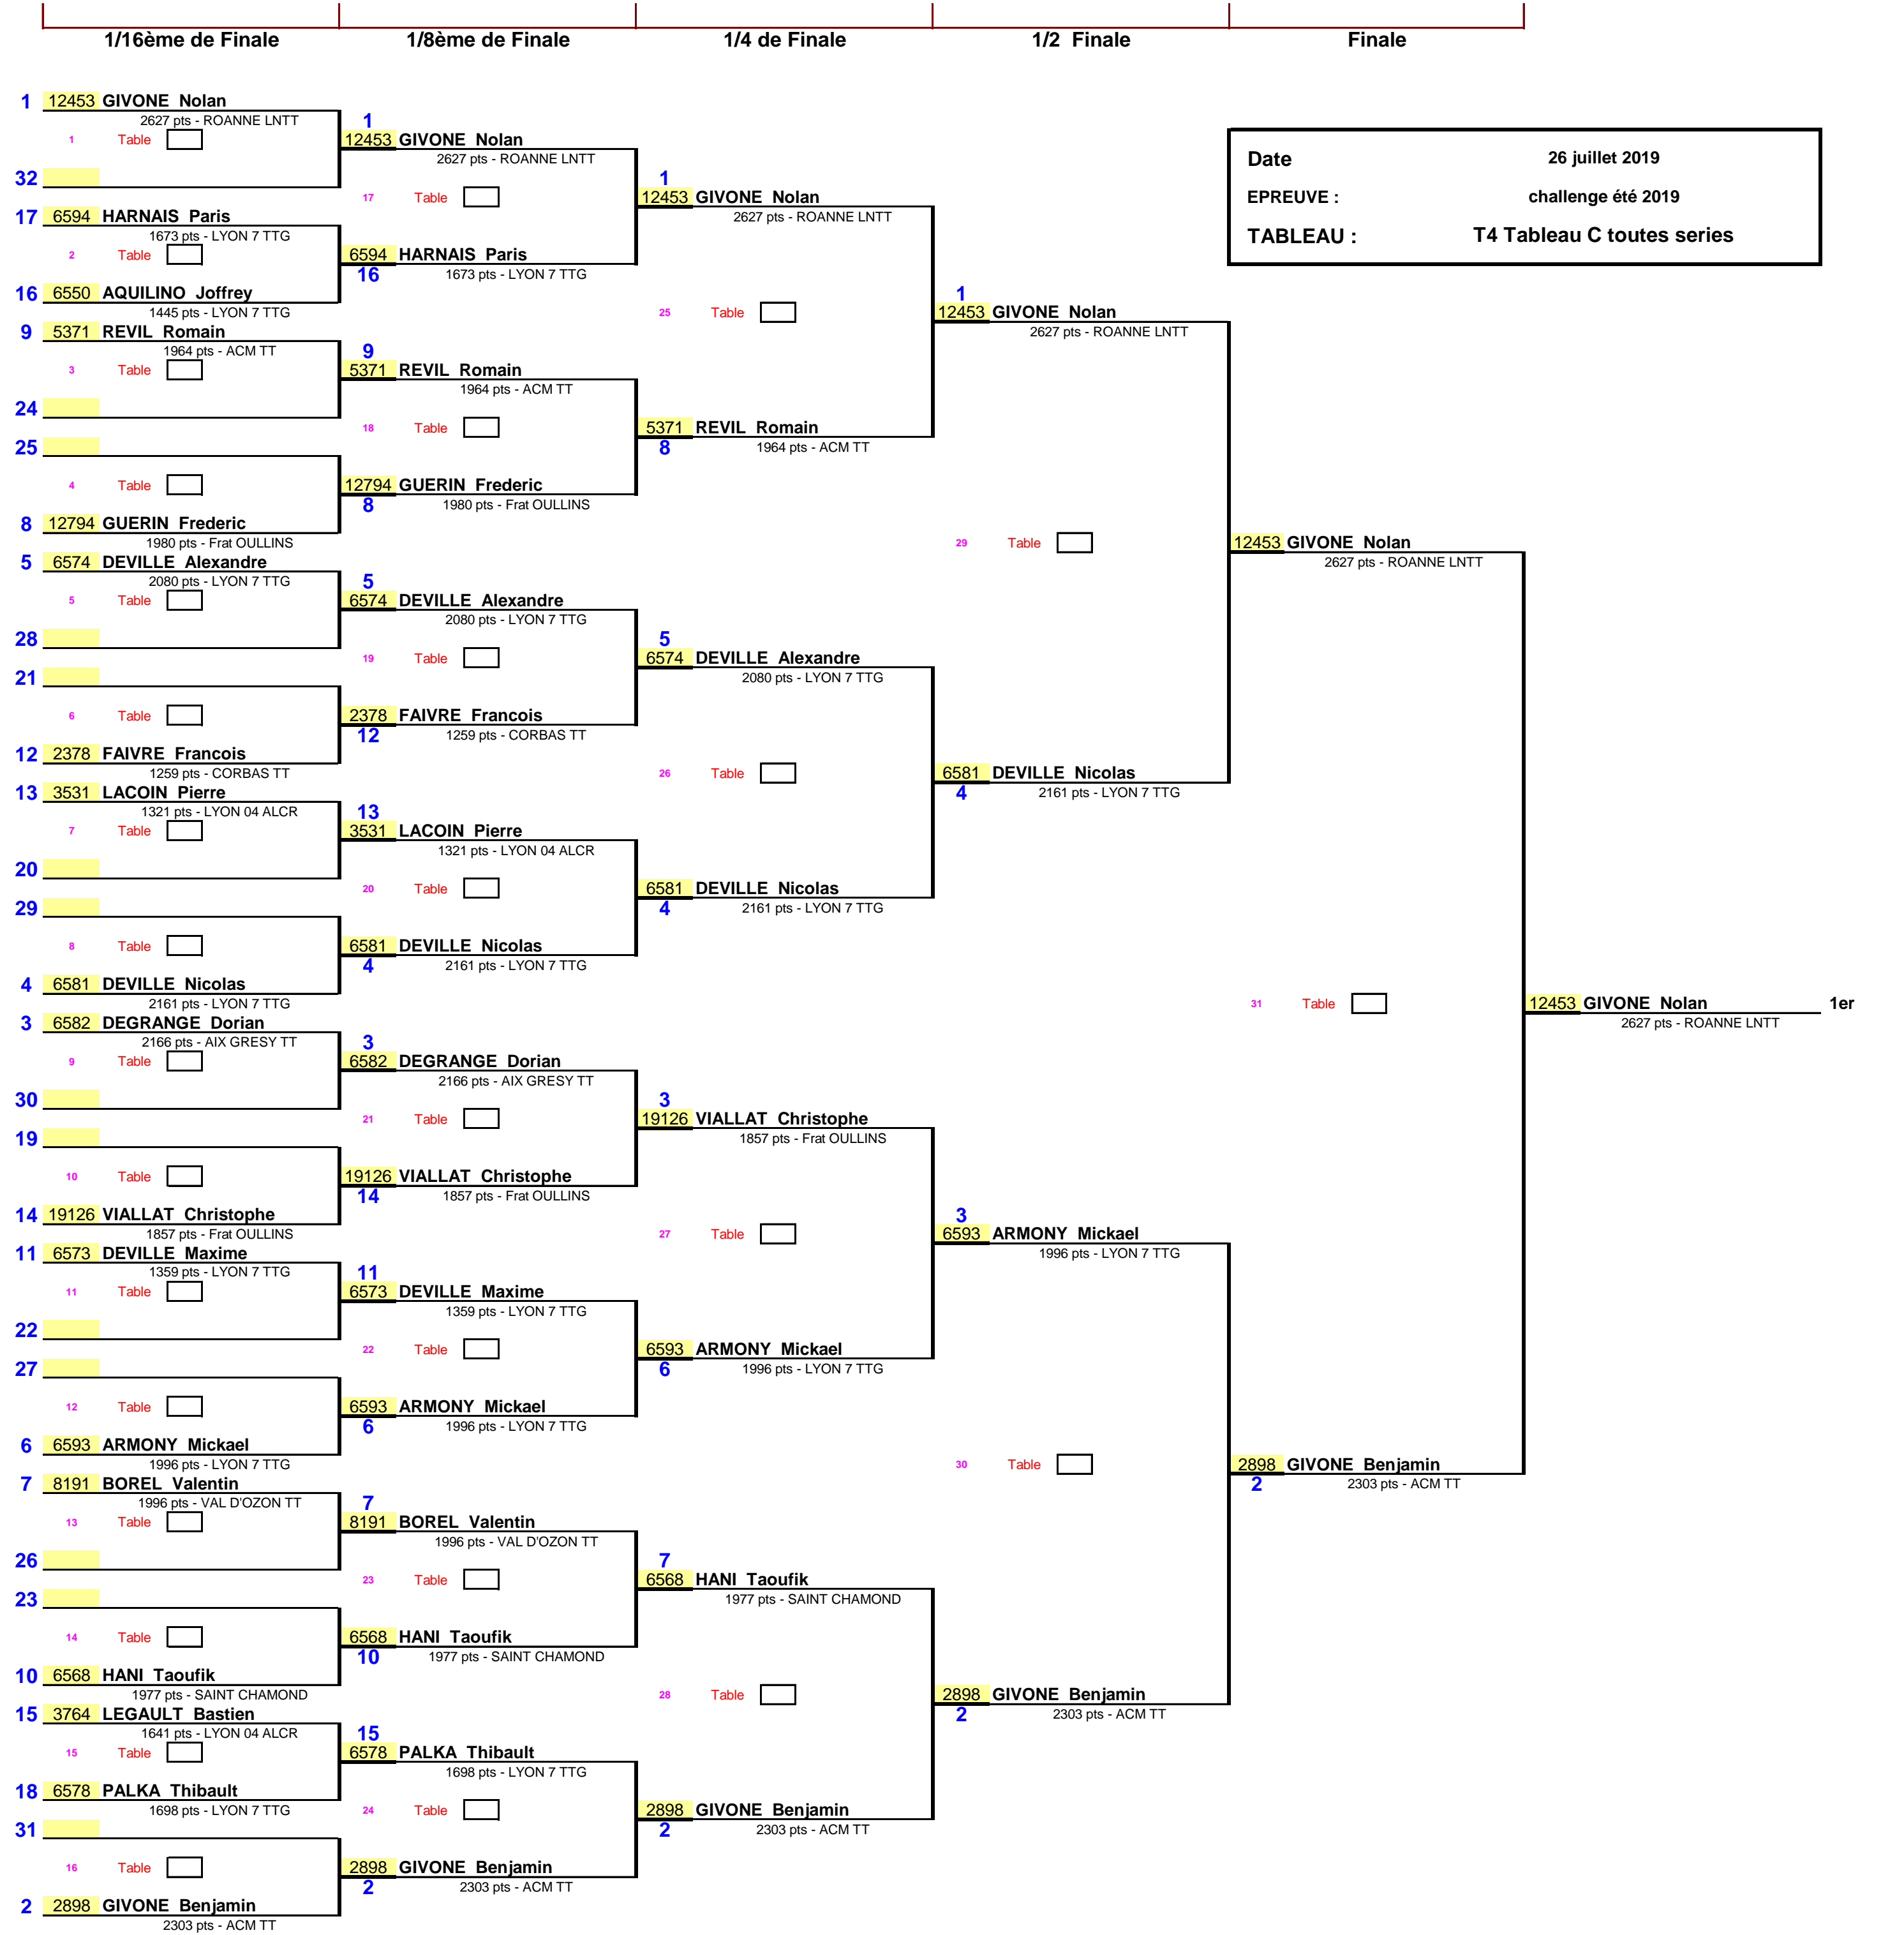 1/16ème de Finale
1/8ème de Finale
1/4 de Finale
1/2 Finale
Finale
Date 26 juillet 2019
EPREUVE : challenge été 2019
TABLEAU : T4 Tableau C toutes series
1 12453 GIVONE Nolan
2627 pts - ROANNE LNTT
1 Table
32
17 6594 HARNAIS Paris
1673 pts - LYON 7 TTG
2 Table
16 6550 AQUILINO Joffrey
1445 pts - LYON 7 TTG
9 5371 REVIL Romain
1964 pts - ACM TT
3 Table
24
25
4 Table
8 12794 GUERIN Frederic
1980 pts - Frat OULLINS
5 6574 DEVILLE Alexandre
2080 pts - LYON 7 TTG
5 Table
28
21
6 Table
12 2378 FAIVRE Francois
1259 pts - CORBAS TT
13 3531 LACOIN Pierre
1321 pts - LYON 04 ALCR
7 Table
20
29
8 Table
4 6581 DEVILLE Nicolas
2161 pts - LYON 7 TTG
3 6582 DEGRANGE Dorian
2166 pts - AIX GRESY TT
9 Table
30
19
10 Table
14 19126 VIALLAT Christophe
1857 pts - Frat OULLINS
11 6573 DEVILLE Maxime
1359 pts - LYON 7 TTG
11 Table
22
27
12 Table
6 6593 ARMONY Mickael
1996 pts - LYON 7 TTG
7 8191 BOREL Valentin
1996 pts - VAL D'OZON TT
13 Table
26
23
14 Table
10 6568 HANI Taoufik
1977 pts - SAINT CHAMOND
15 3764 LEGAULT Bastien
1641 pts - LYON 04 ALCR
15 Table
18 6578 PALKA Thibault
1698 pts - LYON 7 TTG
31
16 Table
2 2898 GIVONE Benjamin
2303 pts - ACM TT
1
12453 GIVONE Nolan
2627 pts - ROANNE LNTT
17 Table
6594 HARNAIS Paris
16 1673 pts - LYON 7 TTG
9
5371 REVIL Romain
1964 pts - ACM TT
18 Table
12794 GUERIN Frederic
8 1980 pts - Frat OULLINS
5
6574 DEVILLE Alexandre
2080 pts - LYON 7 TTG
19 Table
2378 FAIVRE Francois
12 1259 pts - CORBAS TT
13
3531 LACOIN Pierre
1321 pts - LYON 04 ALCR
20 Table
6581 DEVILLE Nicolas
4 2161 pts - LYON 7 TTG
3
6582 DEGRANGE Dorian
2166 pts - AIX GRESY TT
21 Table
19126 VIALLAT Christophe
14 1857 pts - Frat OULLINS
11
6573 DEVILLE Maxime
1359 pts - LYON 7 TTG
22 Table
6593 ARMONY Mickael
6 1996 pts - LYON 7 TTG
7
8191 BOREL Valentin
1996 pts - VAL D'OZON TT
23 Table
6568 HANI Taoufik
10 1977 pts - SAINT CHAMOND
15
6578 PALKA Thibault
1698 pts - LYON 7 TTG
24 Table
2898 GIVONE Benjamin
2 2303 pts - ACM TT
1
12453 GIVONE Nolan
2627 pts - ROANNE LNTT
25 Table
5371 REVIL Romain
8 1964 pts - ACM TT
5
6574 DEVILLE Alexandre
2080 pts - LYON 7 TTG
26 Table
6581 DEVILLE Nicolas
4 2161 pts - LYON 7 TTG
3
19126 VIALLAT Christophe
1857 pts - Frat OULLINS
27 Table
6593 ARMONY Mickael
6 1996 pts - LYON 7 TTG
7
6568 HANI Taoufik
1977 pts - SAINT CHAMOND
28 Table
2898 GIVONE Benjamin
2 2303 pts - ACM TT
1
12453 GIVONE Nolan
2627 pts - ROANNE LNTT
29 Table
6581 DEVILLE Nicolas
4 2161 pts - LYON 7 TTG
3
6593 ARMONY Mickael
1996 pts - LYON 7 TTG
30 Table
2898 GIVONE Benjamin
2 2303 pts - ACM TT
12453 GIVONE Nolan
2627 pts - ROANNE LNTT
31 Table
2898 GIVONE Benjamin
2 2303 pts - ACM TT
12453 GIVONE Nolan 1er
2627 pts - ROANNE LNTT